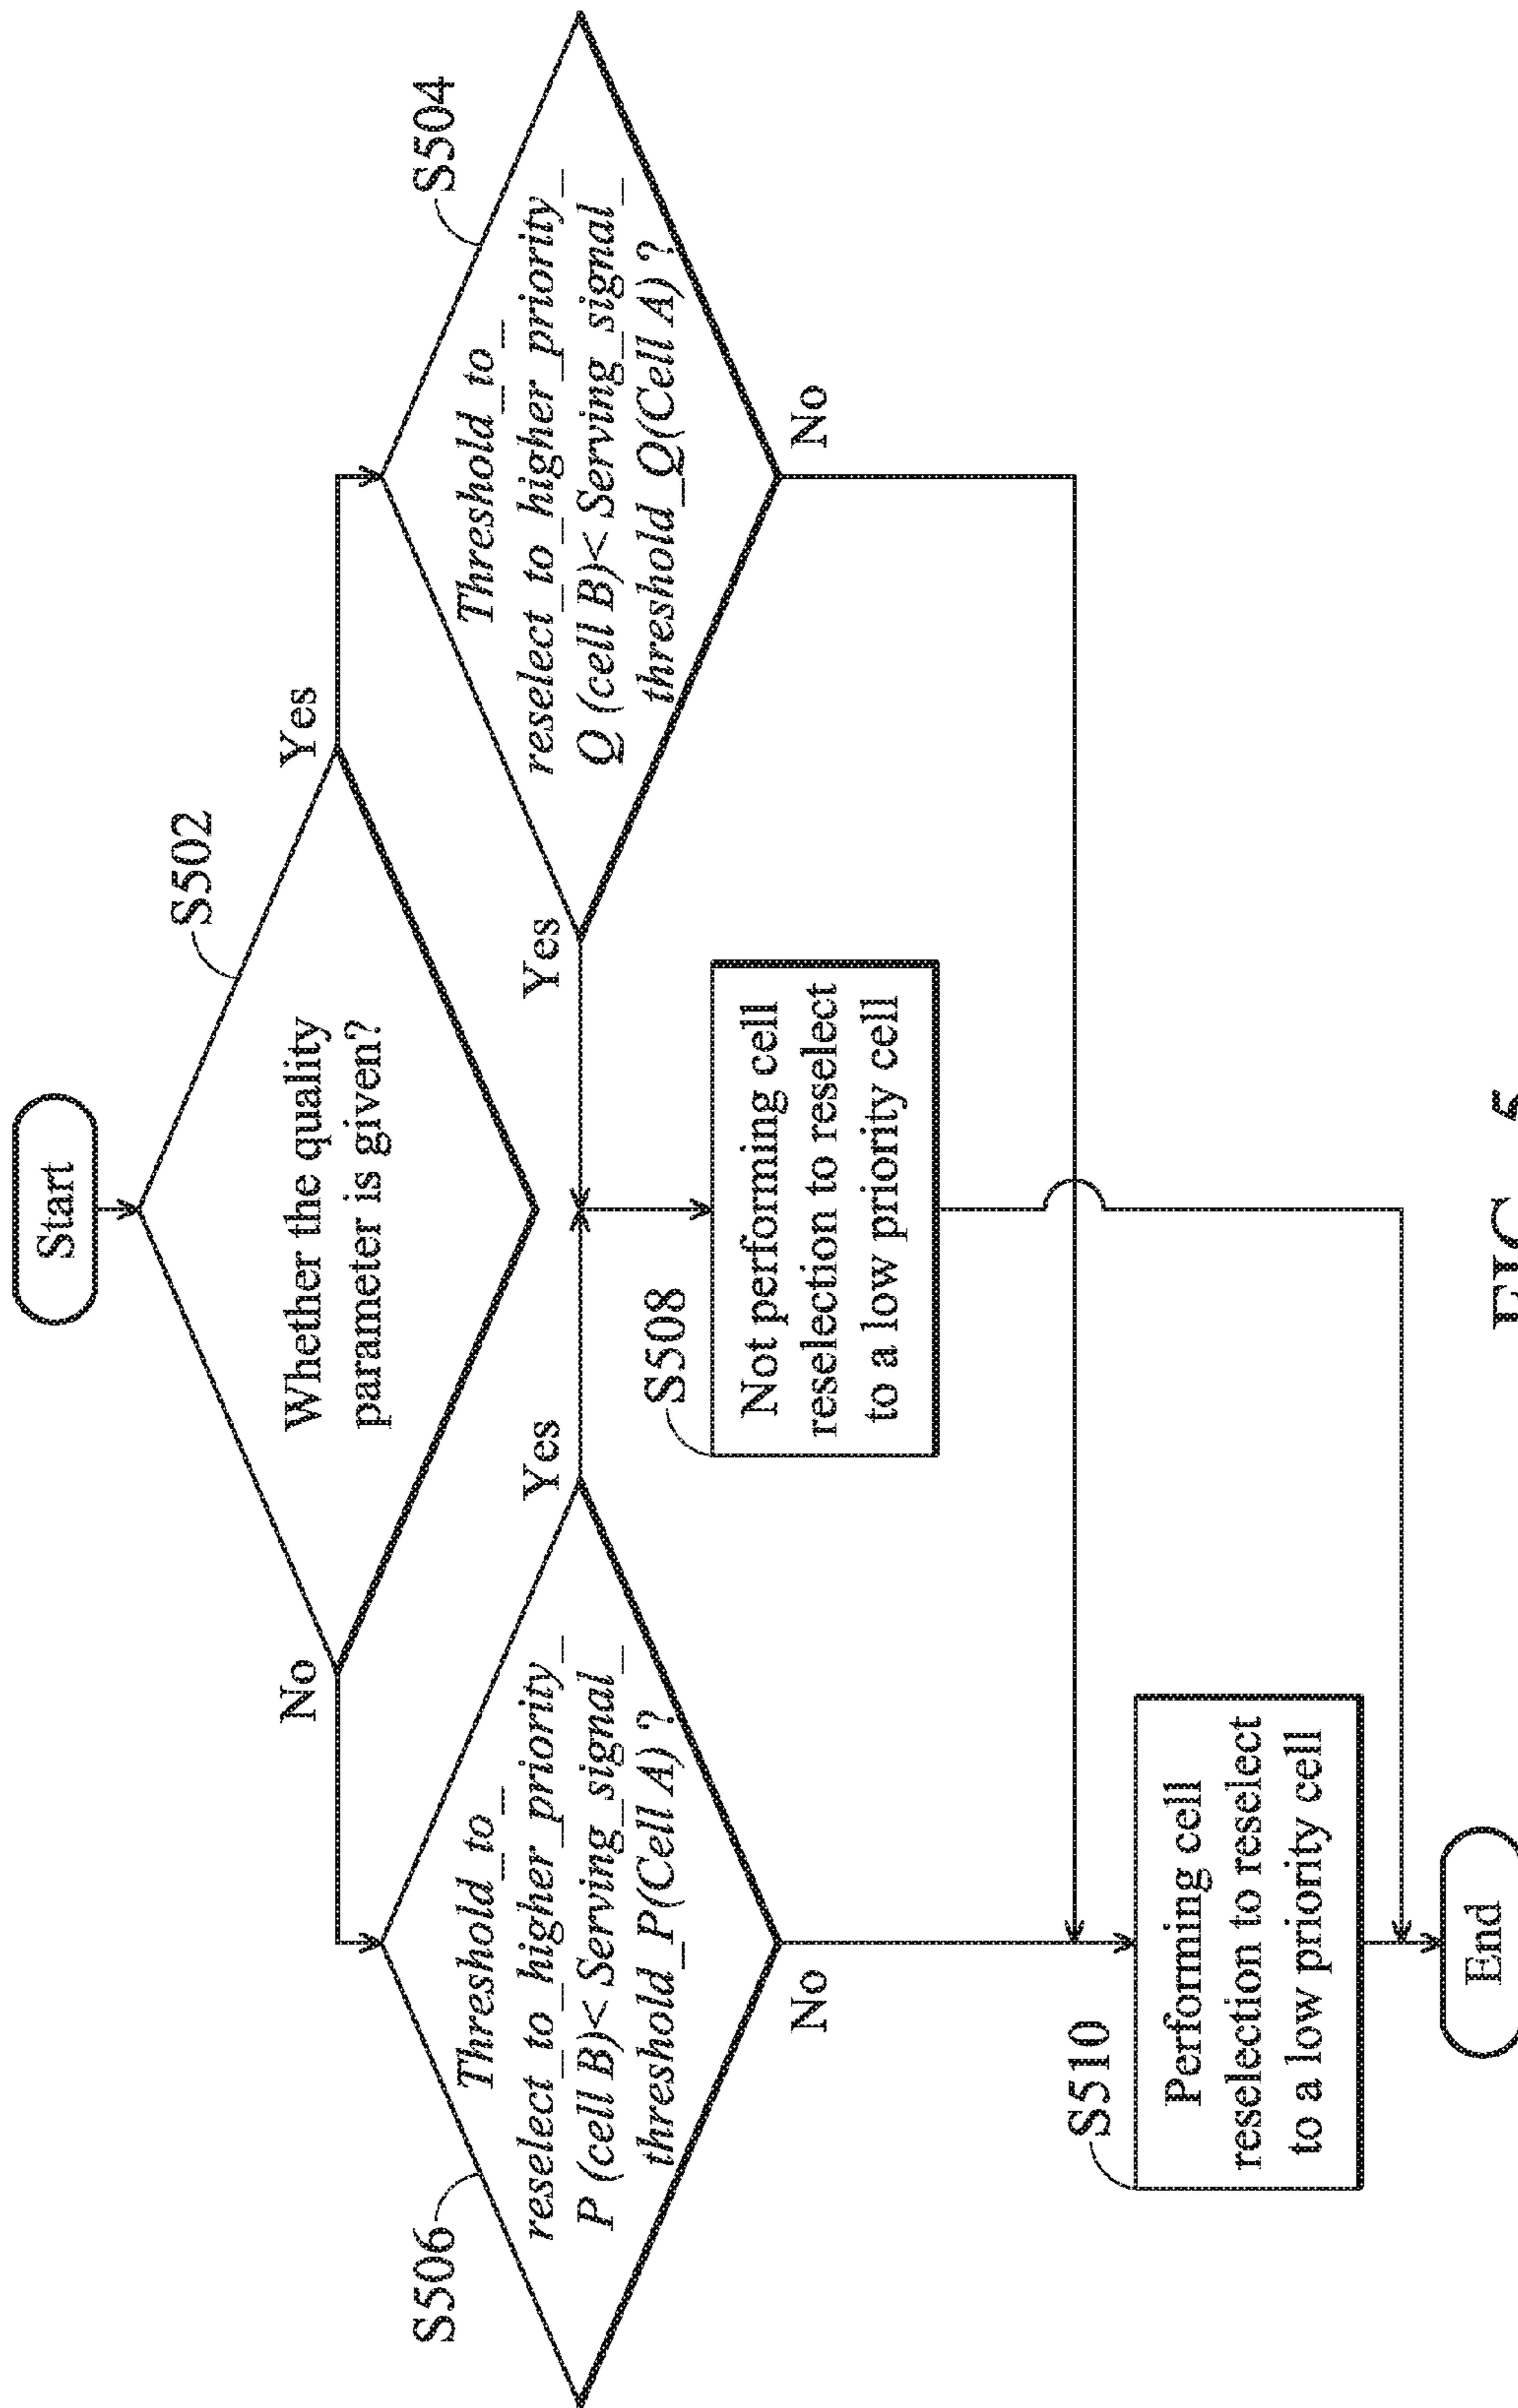 Start
S502
Whether the quality
parameter is given?
No
Yes
S506
Threshold_to_
reselect_to_higher_priority_
P (cell B)< Serving_signal_
threshold_P(Cell A) ?
Yes
No
S504
Threshold_to_
reselect_to_higher_priority_
Q (cell B)< Serving_signal_
threshold_Q(Cell A) ?
Yes
No
S508
Not performing cell
reselection to reselect
to a low priority cell
S510
Performing cell
reselection to reselect
to a low priority cell
End
FIG. 5